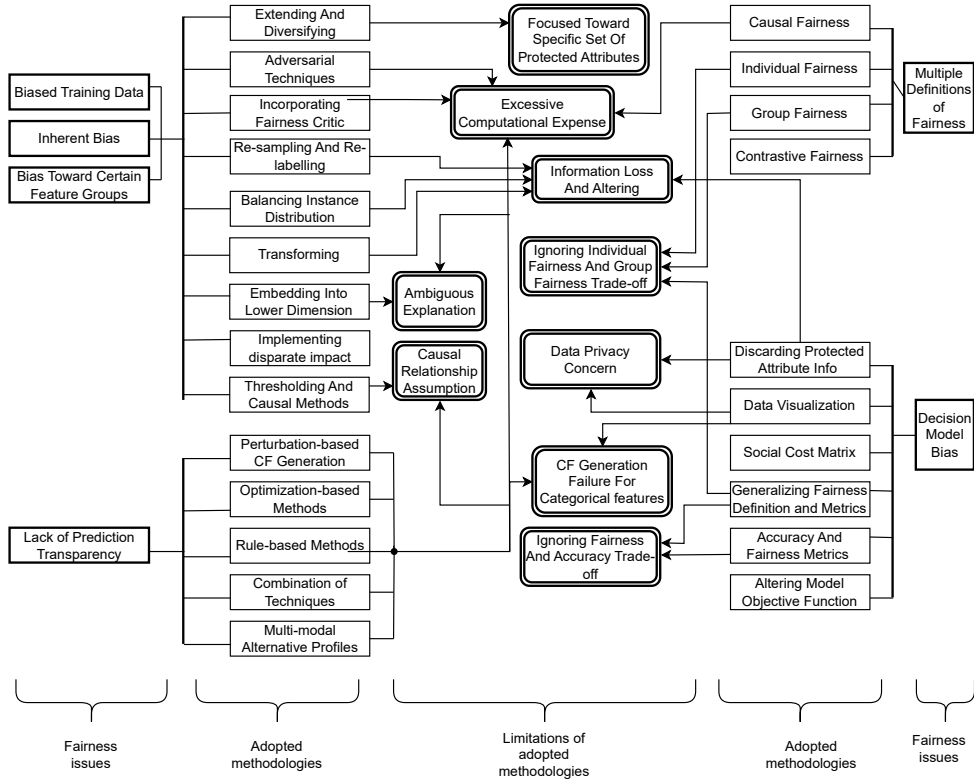 Biased Training Data
Inherent Bias
Bias Toward Certain
Feature Groups
Lack of Prediction
Transparency
Extending And
Diversifying
Adversarial
Techniques
Incorporating
Fairness Critic
Re-sampling And Re-
labelling
Balancing Instance
Distribution
Transforming
Embedding Into
Lower Dimension
Implementing
disparate impact
Thresholding And
Causal Methods
Perturbation-based
CF Generation
Optimization-based
Methods
Rule-based Methods
Combination of
Techniques
Multi-modal
Alternative Profiles
Focused Toward
Specific Set Of
Protected Attributes
Excessive
Computational Expense
Information Loss
And Altering
Ignoring Individual
Fairness And Group
Fairness Trade-off
Ambiguous
Explanation
Causal
Relationship
Assumption
Data Privacy
Concern
CF Generation
Failure For
Categorical features
Ignoring Fairness
And Accuracy Trade-
off
Causal Fairness
Individual Fairness
Group Fairness
Contrastive Fairness
Discarding Protected
Attribute Info
Data Visualization
Social Cost Matrix
Generalizing Fairness
Definition and Metrics
Accuracy And
Fairness Metrics
Altering Model
Objective Function
Multiple
Definitions
of
Fairness
Decision
Model
Bias
Fairness
issues
Adopted
methodologies
Limitations of
adopted
methodologies
Adopted
methodologies
Fairness
issues